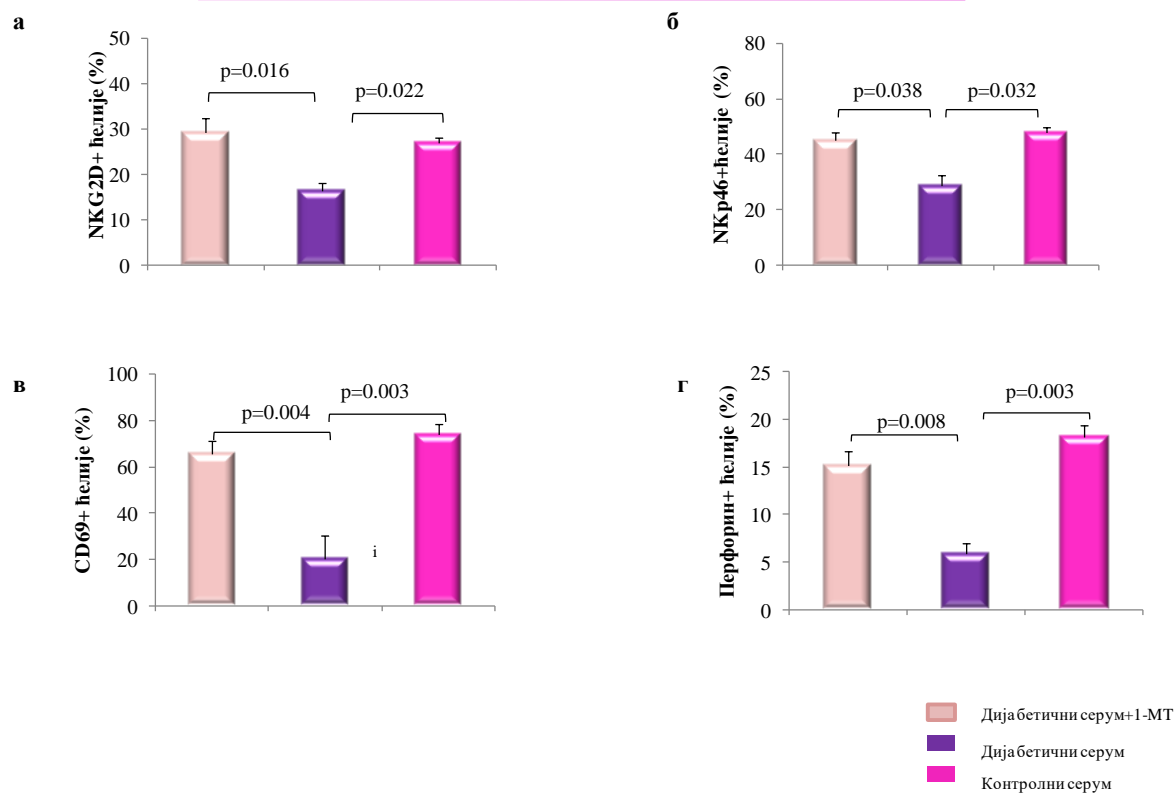 а
NKG2D+ ћелије (%)
50
40
30
20
10
0
p=0.016
p=0.022
б
NKp46+ћелије (%)
80
60
40
20
0
p=0.038
p=0.032
в
CD69+ ћелије (%)
100
80
60
40
20
0
p=0.004
p=0.003
i
г
Перфорин+ ћелије (%)
25
20
15
10
5
0
p=0.008
p=0.003
Дијабетични серум+1-МТ
Дијабетични серум
Контролни серум